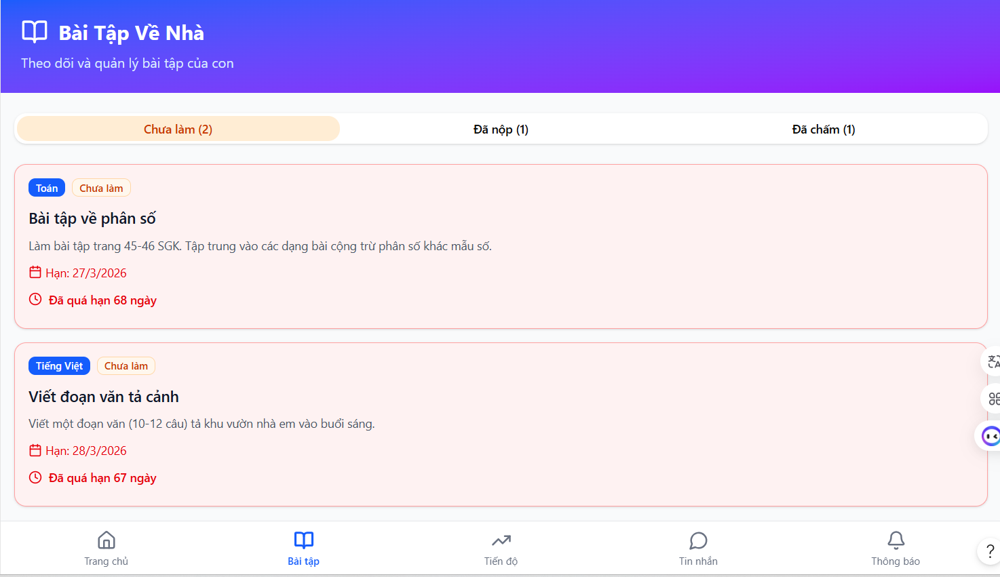 Bài Tập Về Nhà
Theo dõi và quản lý bài tập của con
Chưa làm (2) Đã nộp (1) Đã chấm (1)
Toán Chưa làm
Bài tập về phân số
Làm bài tập trang 45-46 SGK. Tập trung vào các dạng bài cộng trừ phân số khác mẫu số.
Hạn: 27/3/2026
Đã quá hạn 68 ngày
Tiếng Việt Chưa làm
Viết đoạn văn tả cảnh
Viết một đoạn văn (10-12 câu) tả khu vườn nhà em vào buổi sáng.
Hạn: 28/3/2026
Đã quá hạn 67 ngày
Trang chủ Bài tập Tiến độ Tin nhắn Thông báo
?